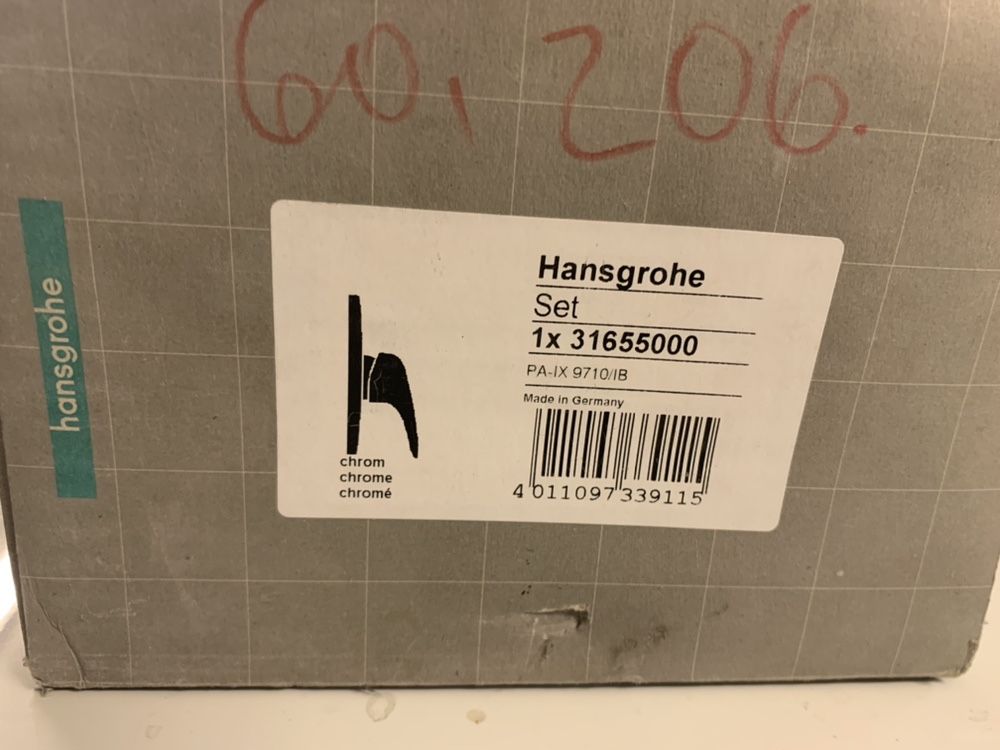 60,206.
hansgrohe
Hansgrohe
Set
1x 31655000
PA-IX 9710/IB
Made in Germany
chrom
chrome
chromé
4 011097 339115